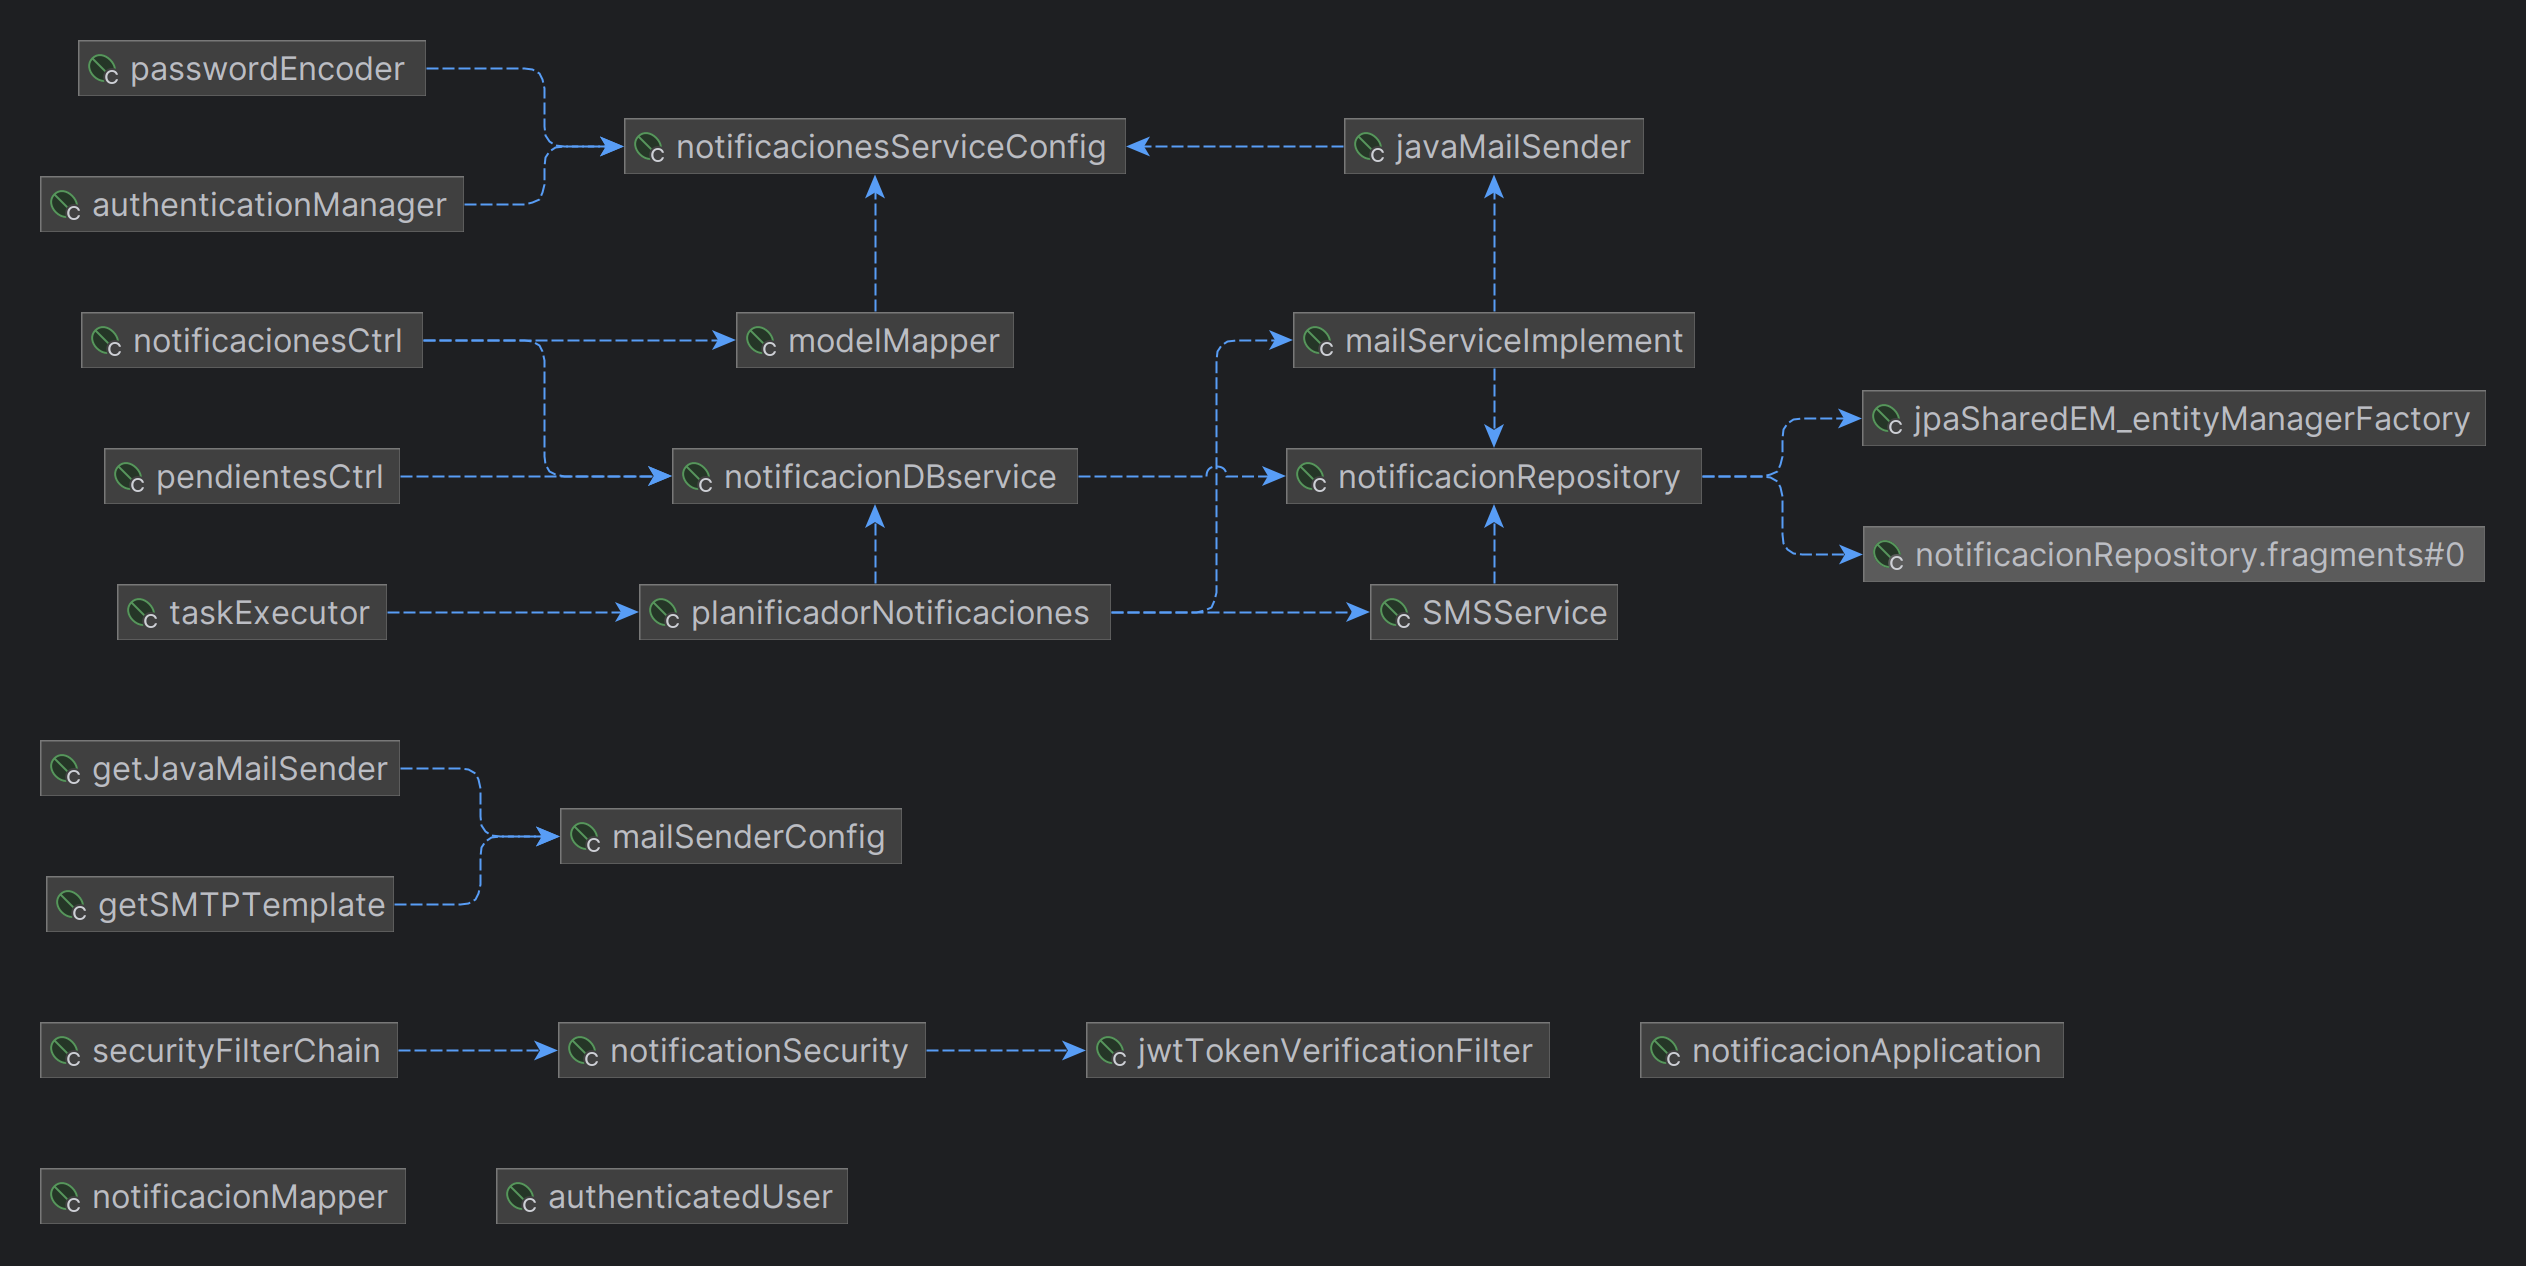 passwordEncoder
notificacionesServiceConfig
javaMailSender
authenticationManager
notificacionesCtrl
modelMapper
mailServiceImplement
jpaSharedEM_entityManagerFactory
pendientesCtrl
notificacionDBservice
notificacionRepository
notificacionRepository.fragments#0
taskExecutor
planificadorNotificaciones
SMSService
getJavaMailSender
mailSenderConfig
getSMTPTemplate
securityFilterChain
notificationSecurity
jwtTokenVerificationFilter
notificacionApplication
notificacionMapper
authenticatedUser